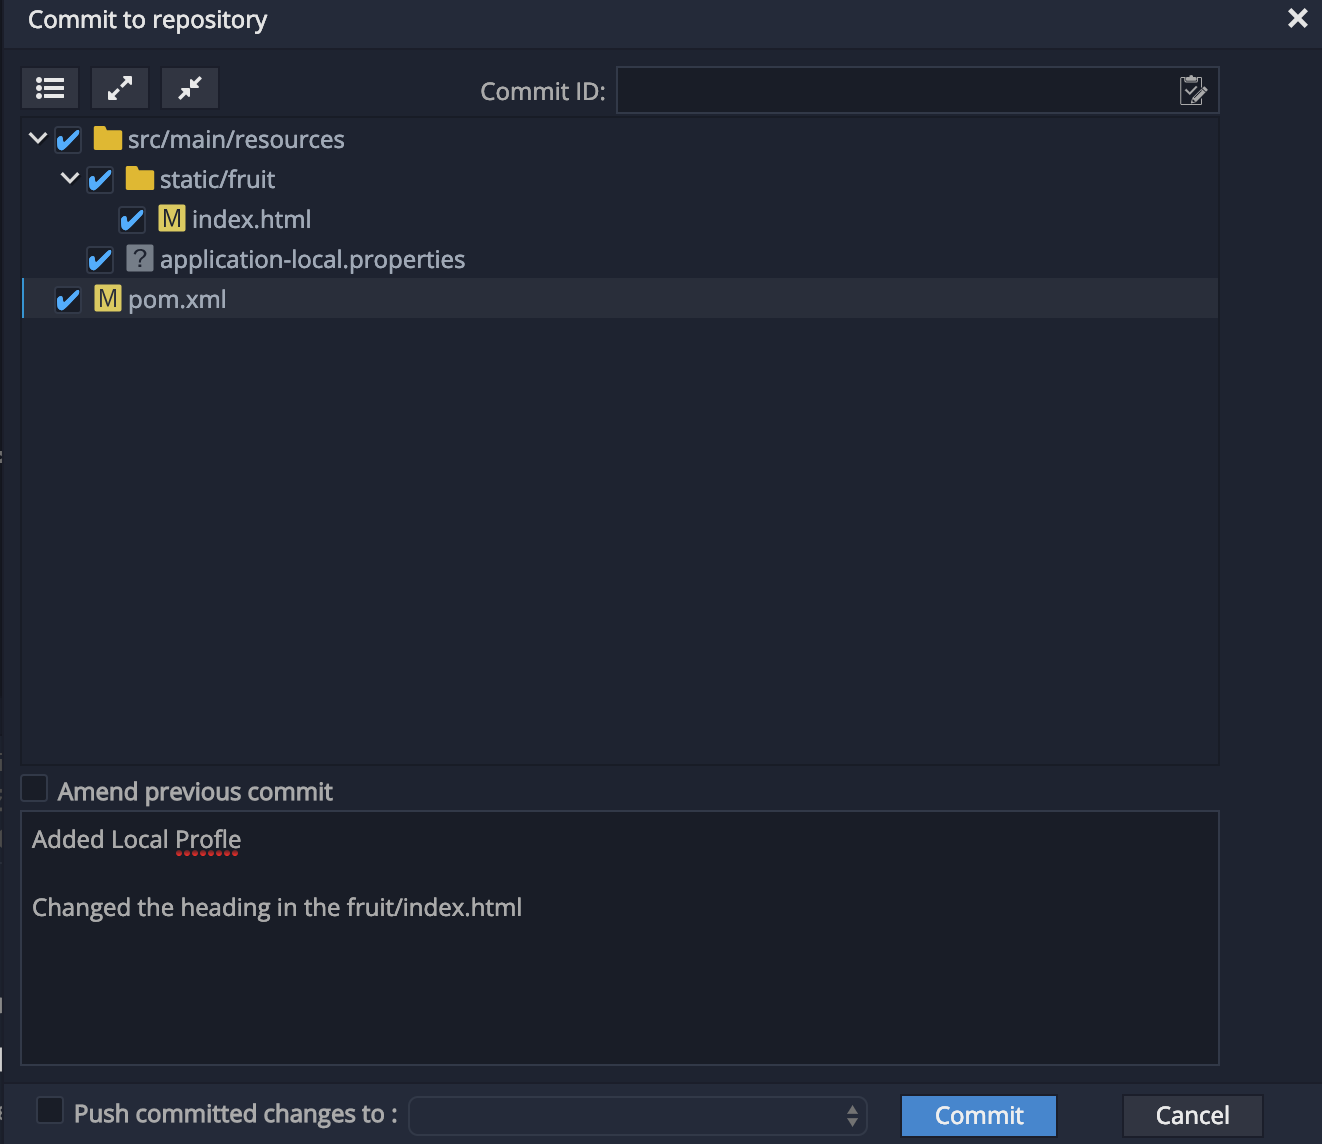 Commit to repository
Commit ID:
src/main/resources
static/fruit
M index.html
? application-local.properties
M pom.xml
Amend previous commit
Added Local Profle
Changed the heading in the fruit/index.html
Push committed changes to :
Commit
Cancel